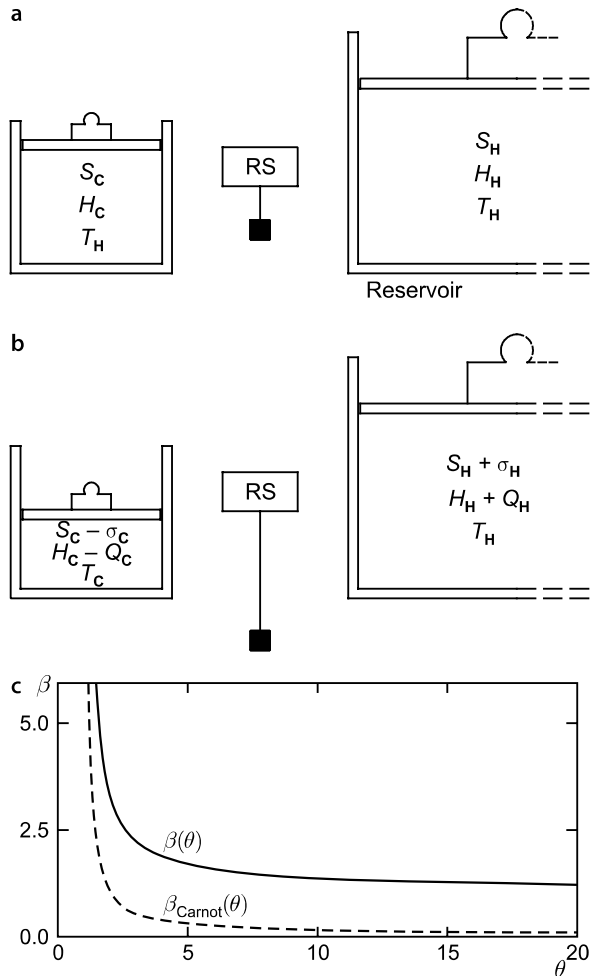 a
S_C
H_C
T_H
RS
S_H
H_H
T_H
Reservoir
b
S_C – σ_C
H_C – Q_C
T_C
RS
S_H + σ_H
H_H + Q_H
T_H
c
β
5.0
2.5
0.0
β(θ)
β_Carnot(θ)
0 5 10 15 20
θ